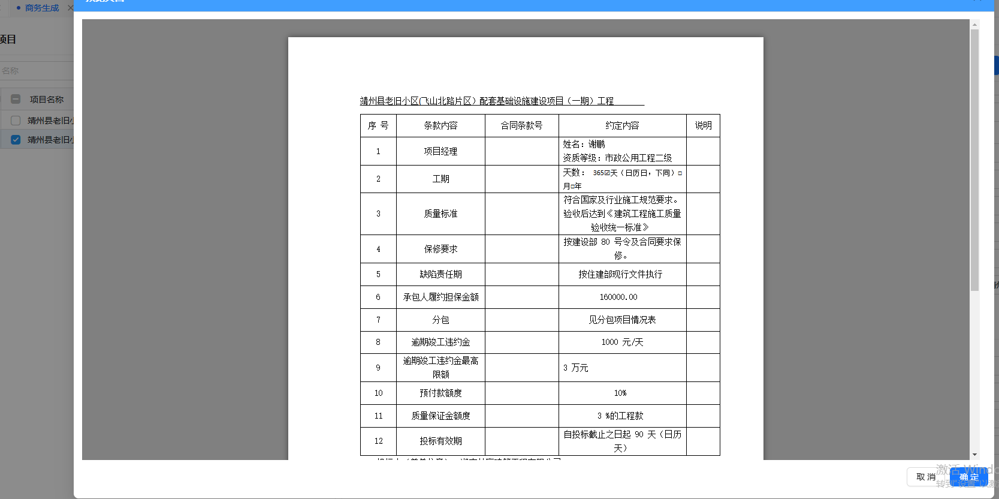 商务生成
项目
名称
项目名称
靖州县老旧小
靖州县老旧小
靖州县老旧小区(飞山北路片区）配套基础设施建设项目（一期）工程
序 号 条款内容 合同条款号 约定内容 说明
1 项目经理 姓名：谢鹏
资质等级：市政公用工程二级
2 工期 天数： 365☑天（日历日，下同）□
月□年
3 质量标准 符合国家及行业施工规范要求。
验收后达到《建筑工程施工质量
验收统一标准》
4 保修要求 按建设部 80 号令及合同要求保
修。
5 缺陷责任期 按住建部现行文件执行
6 承包人履约担保金额 160000.00
7 分包 见分包项目情况表
8 逾期竣工违约金 1000 元/天
9 逾期竣工违约金最高
限额 3 万元
10 预付款额度 10%
11 质量保证金额度 3 %的工程款
12 投标有效期 自投标截止之日起 90 天（日历
天）
取 消
确 定
激活 Windo
转到"设置"以激